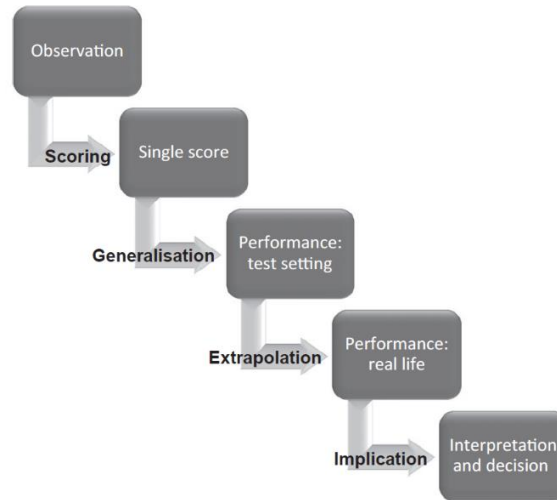 Observation
Scoring
Single score
Generalisation
Performance:
test setting
Extrapolation
Performance:
real life
Implication
Interpretation
and decision